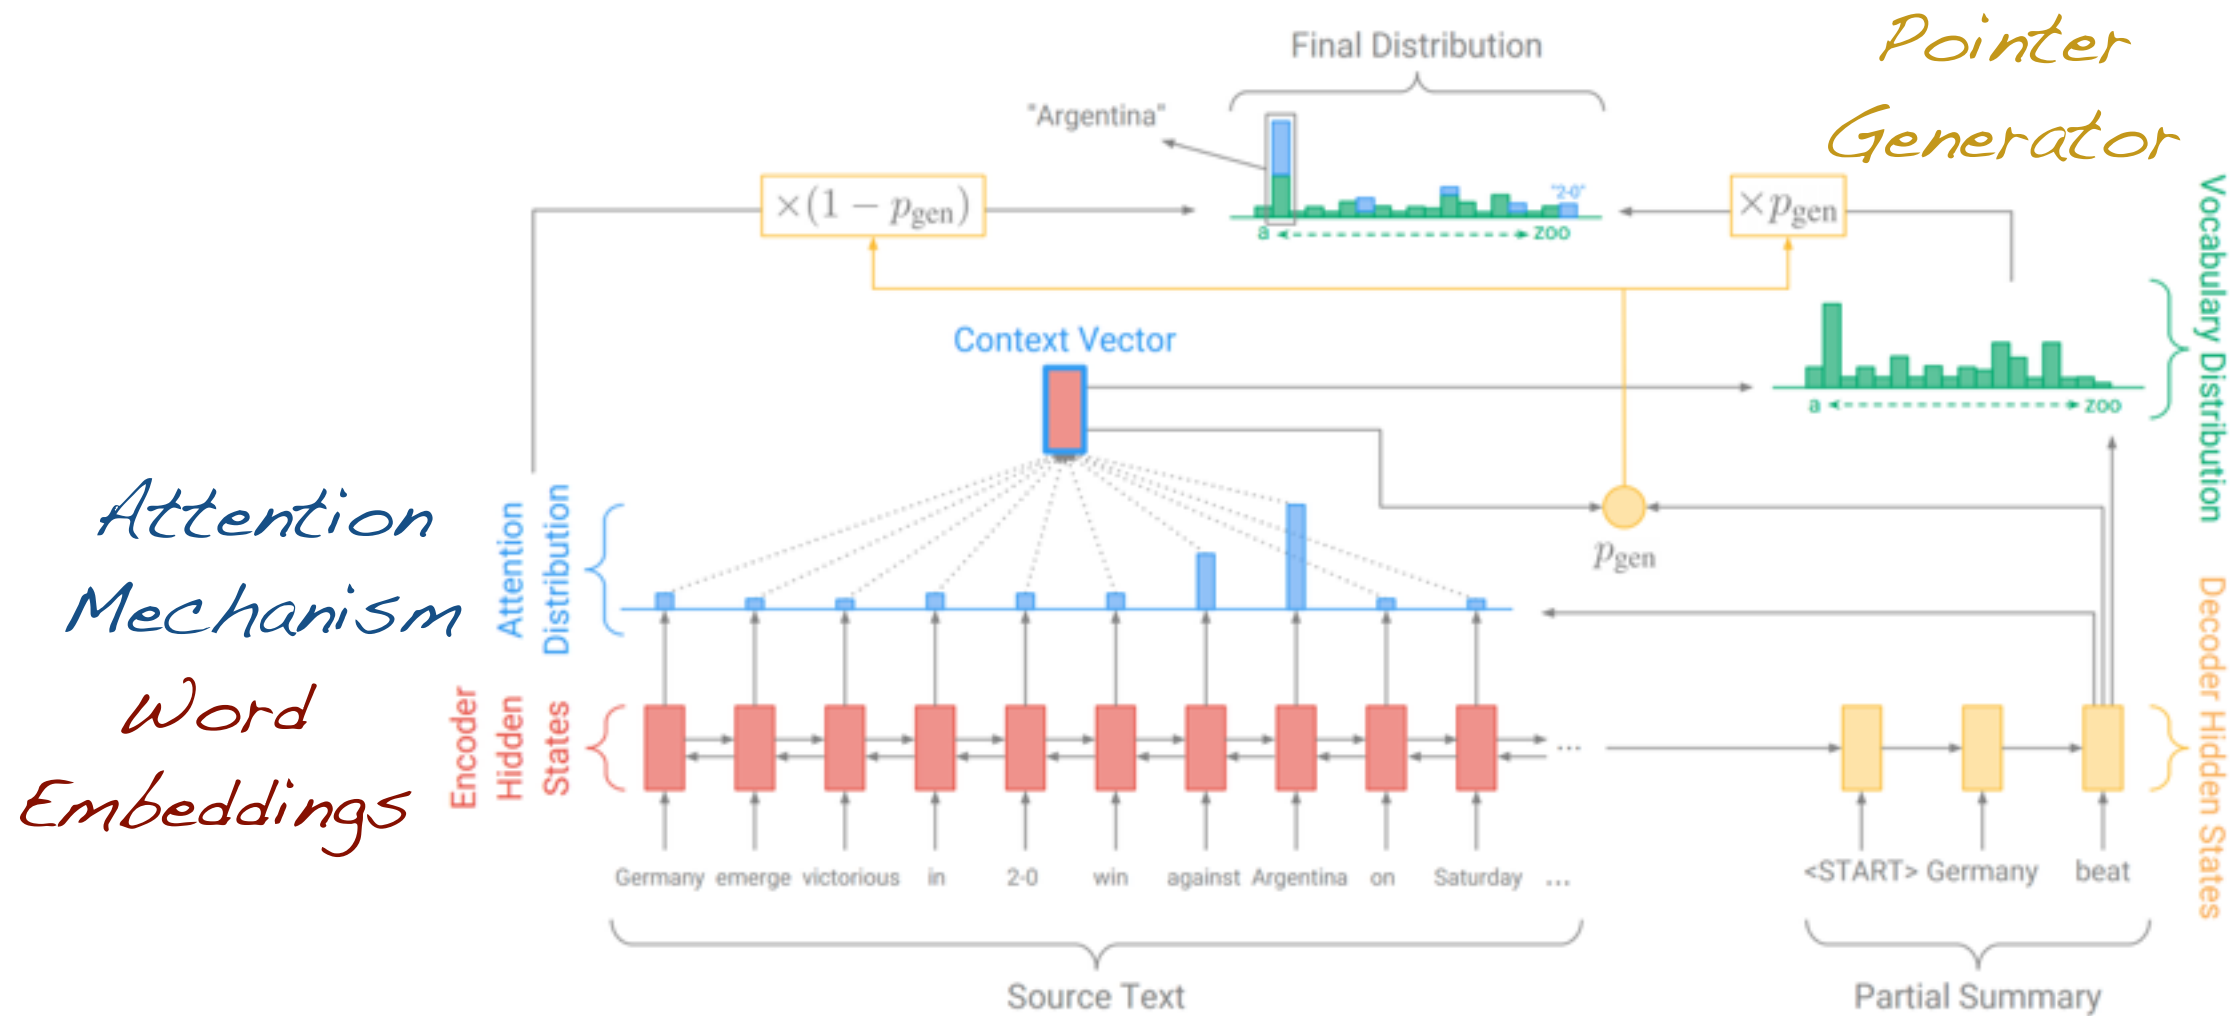 Final Distribution
Pointer
Generator
"Argentina"
×(1 − pgen)
"2-0"
×pgen
a zoo
Vocabulary Distribution
Context Vector
a zoo
Attention
Mechanism
Attention
Distribution
pgen
Word
Embeddings
Encoder
Hidden
States
...
Decoder Hidden States
Germany emerge victorious in 2-0 win against Argentina on Saturday ...
<START> Germany beat
Source Text
Partial Summary